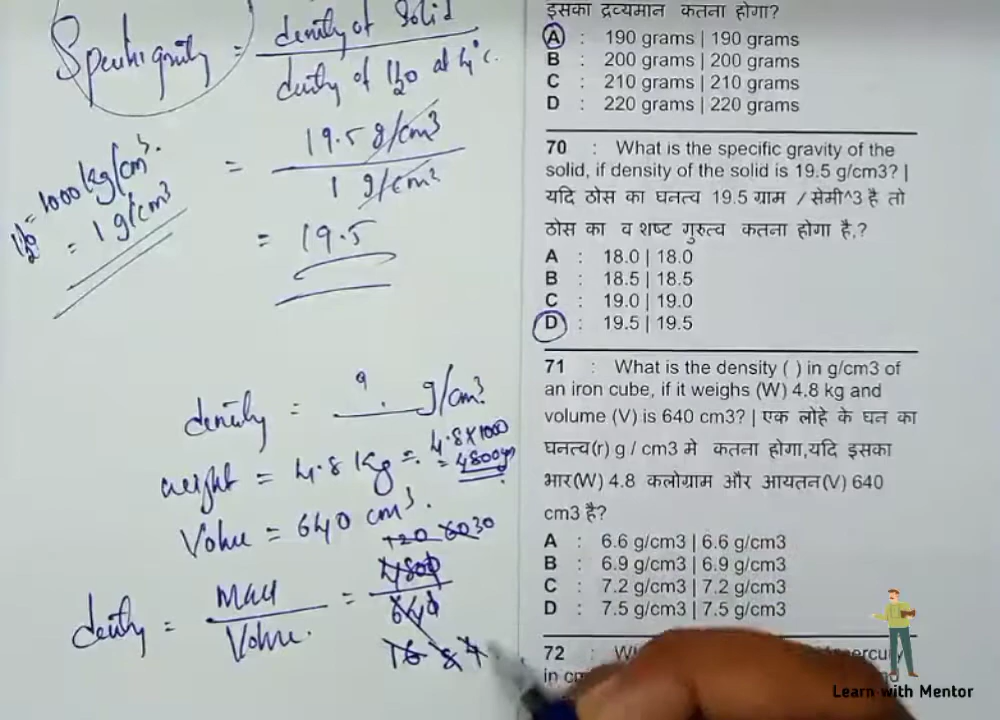 Specific gravity = density of Solid
density of H2O at 4°c.
= 19.5 g/cm3
1 g/cm3
= 19.5
H2O = 1000 kg/cm3.
= 1 g/cm3
density = ? g/cm3
weight = 4.8 Kg = 4.8 X 1000
= 4800 gm
Volume = 640 cm3.
120 60 30
density = Mass = 4800
Volume. 640
16 8 4
इसका द्रव्यमान कतना होगा?
A : 190 grams | 190 grams
B : 200 grams | 200 grams
C : 210 grams | 210 grams
D : 220 grams | 220 grams
70 : What is the specific gravity of the
solid, if density of the solid is 19.5 g/cm3? |
यदि ठोस का घनत्व 19.5 ग्राम / सेमी^3 है तो
ठोस का व शष्ट गुरुत्व कतना होगा है,?
A : 18.0 | 18.0
B : 18.5 | 18.5
C : 19.0 | 19.0
D : 19.5 | 19.5
71 : What is the density ( ) in g/cm3 of
an iron cube, if it weighs (W) 4.8 kg and
volume (V) is 640 cm3? | एक लोहे के घन का
घनत्व(r) g / cm3 मे कतना होगा,यदि इसका
भार(W) 4.8 कलोग्राम और आयतन(V) 640
cm3 है?
A : 6.6 g/cm3 | 6.6 g/cm3
B : 6.9 g/cm3 | 6.9 g/cm3
C : 7.2 g/cm3 | 7.2 g/cm3
D : 7.5 g/cm3 | 7.5 g/cm3
72 :
in
Learn with Mentor